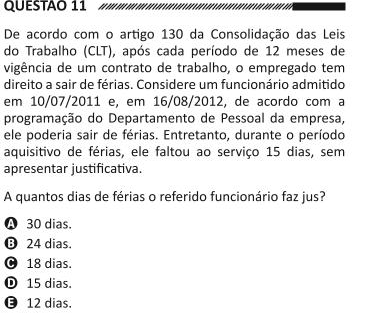 QUESTÃO 11
De acordo com o artigo 130 da Consolidação das Leis
do Trabalho (CLT), após cada período de 12 meses de
vigência de um contrato de trabalho, o empregado tem
direito a sair de férias. Considere um funcionário admitido
em 10/07/2011 e, em 16/08/2012, de acordo com a
programação do Departamento de Pessoal da empresa,
ele poderia sair de férias. Entretanto, durante o período
aquisitivo de férias, ele faltou ao serviço 15 dias, sem
apresentar justificativa.
A quantos dias de férias o referido funcionário faz jus?
A 30 dias.
B 24 dias.
C 18 dias.
D 15 dias.
E 12 dias.